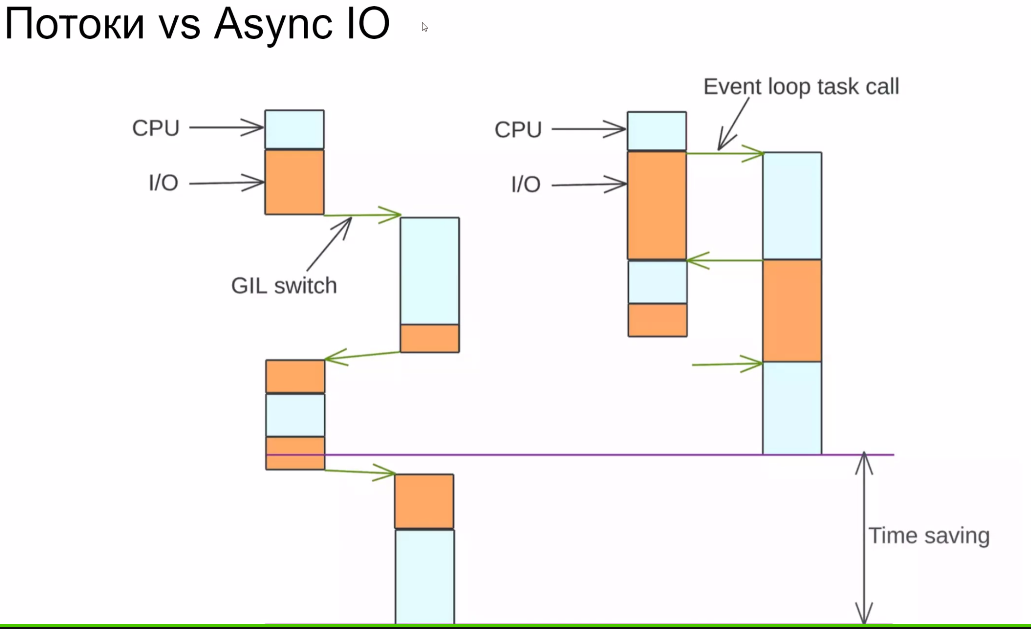 Потоки vs Async IO
Event loop task call
CPU
CPU
I/O
I/O
GIL switch
Time saving